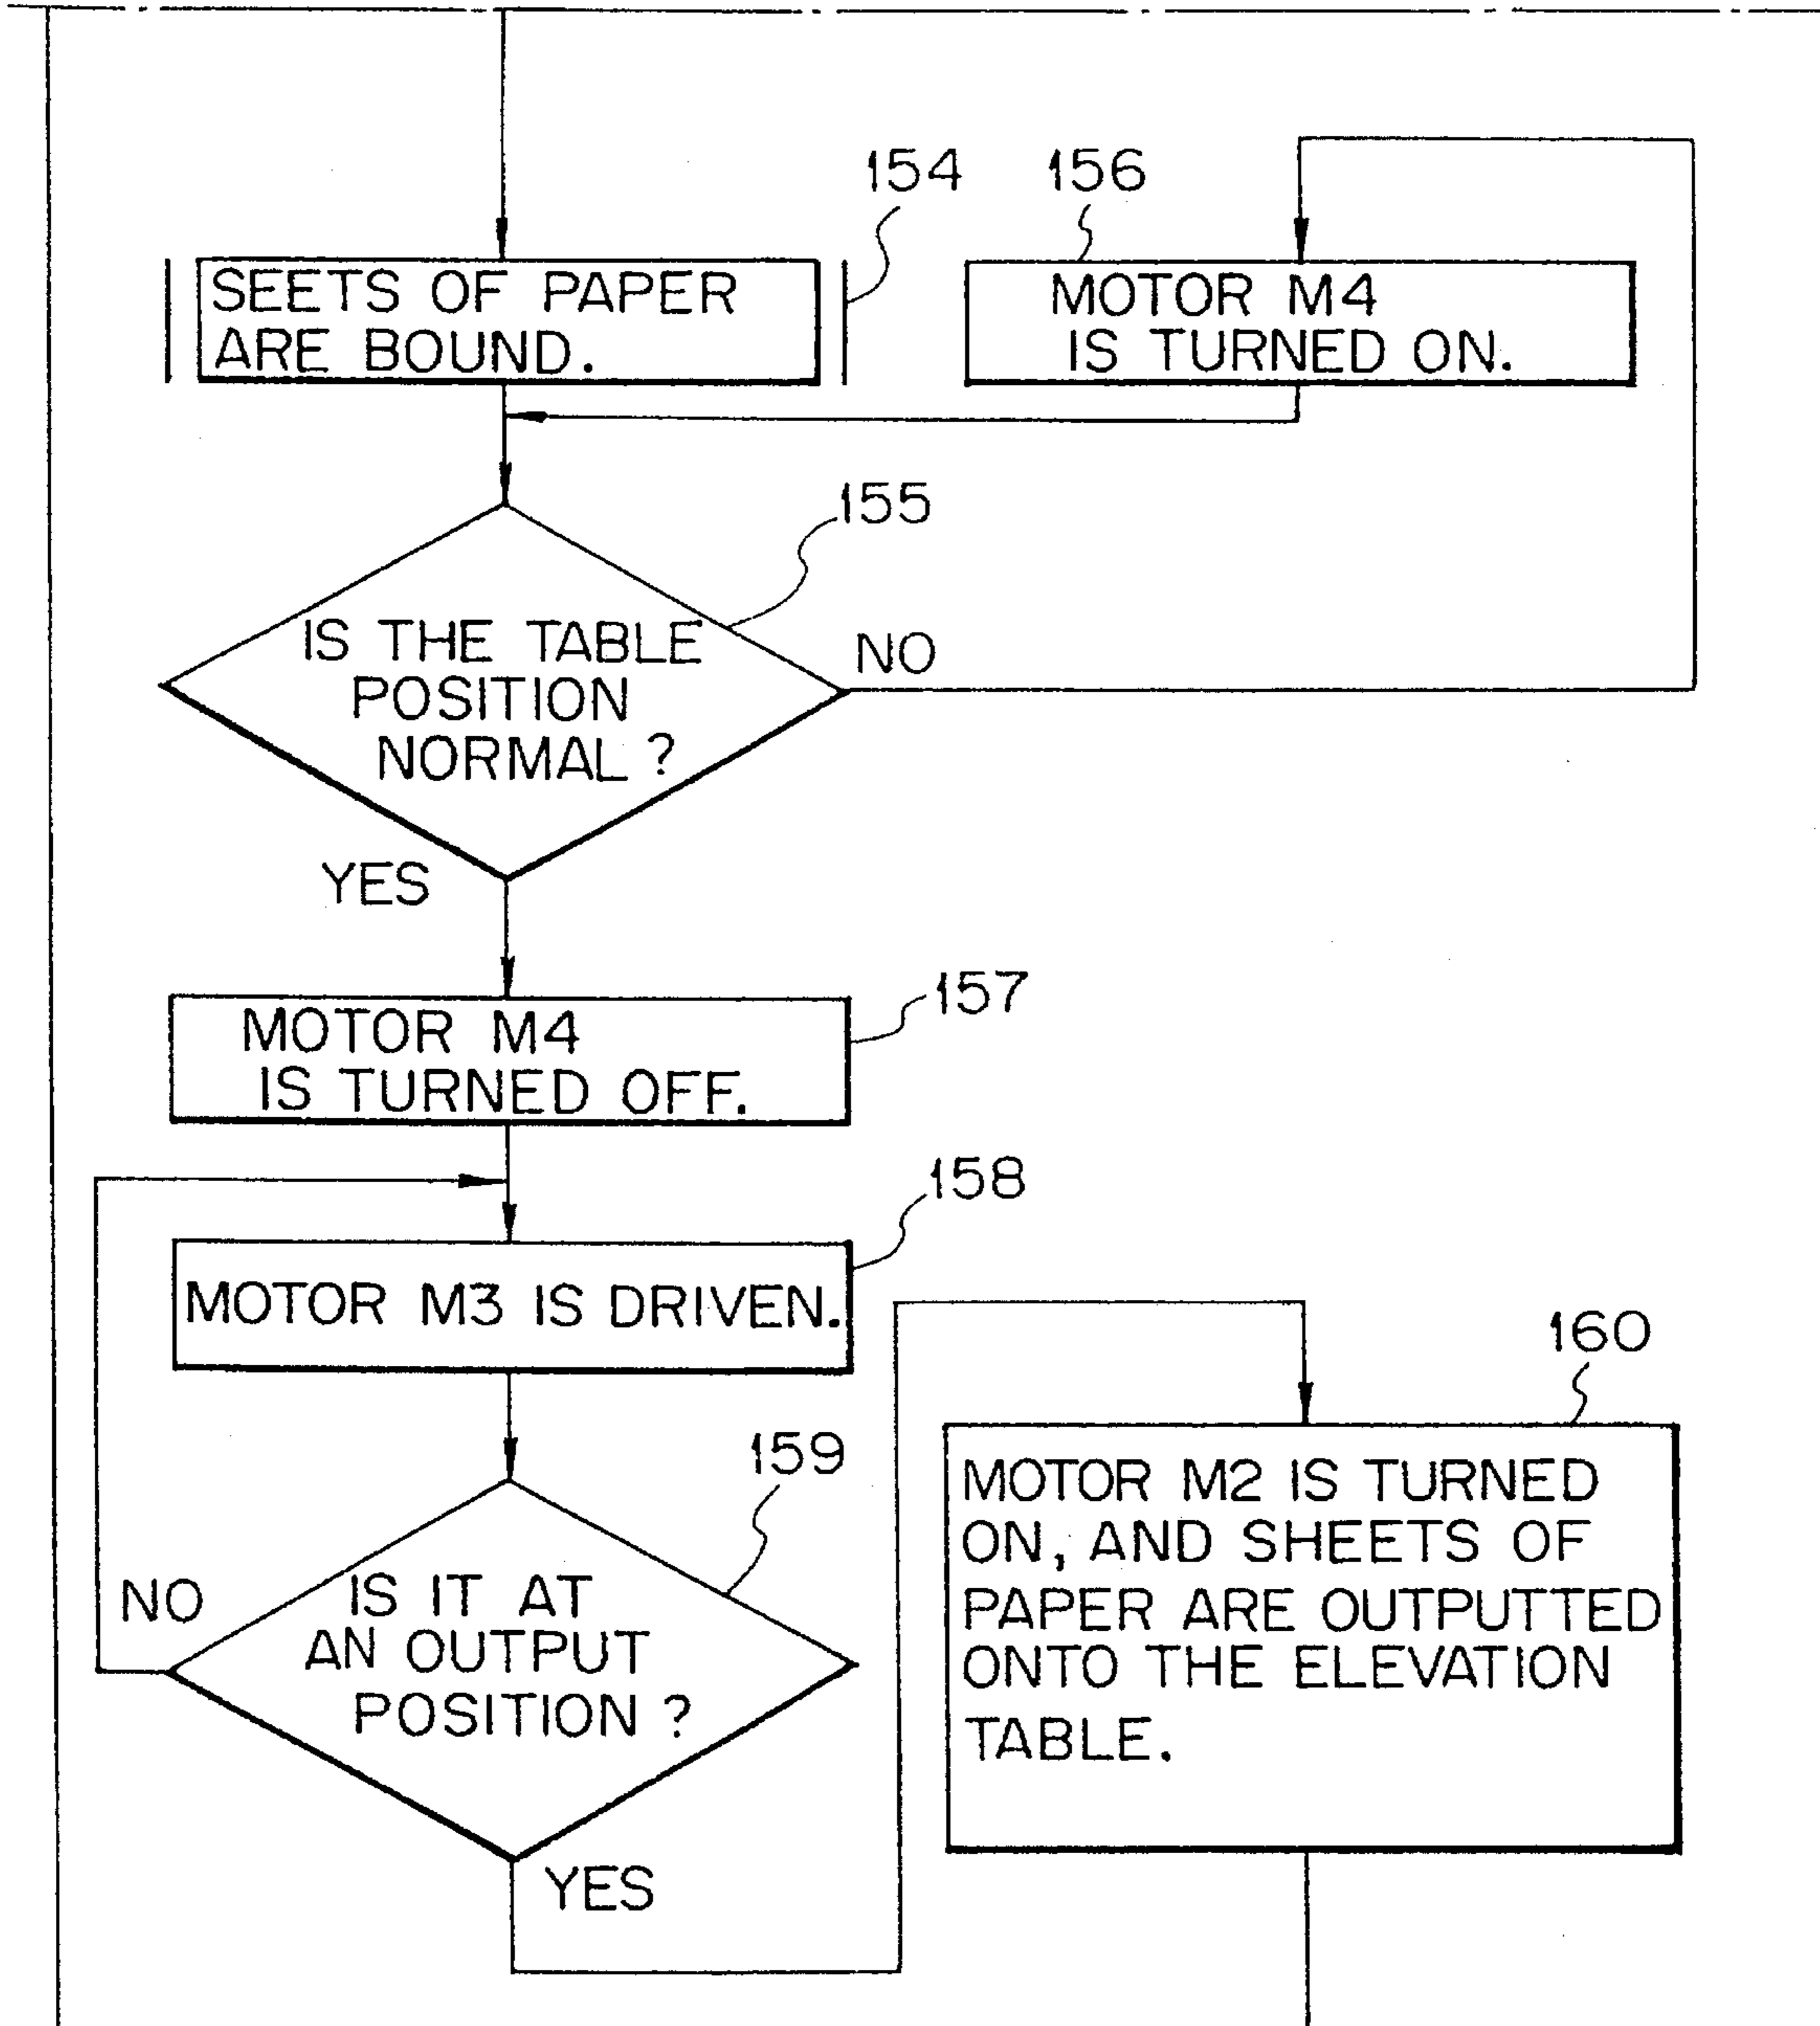 154
156
SEETS OF PAPER
ARE BOUND.
MOTOR M4
IS TURNED ON.
155
IS THE TABLE
POSITION
NORMAL ?
NO
YES
157
MOTOR M4
IS TURNED OFF.
158
MOTOR M3 IS DRIVEN.
159
IS IT AT
AN OUTPUT
POSITION ?
NO
YES
160
MOTOR M2 IS TURNED
ON, AND SHEETS OF
PAPER ARE OUTPUTTED
ONTO THE ELEVATION
TABLE.